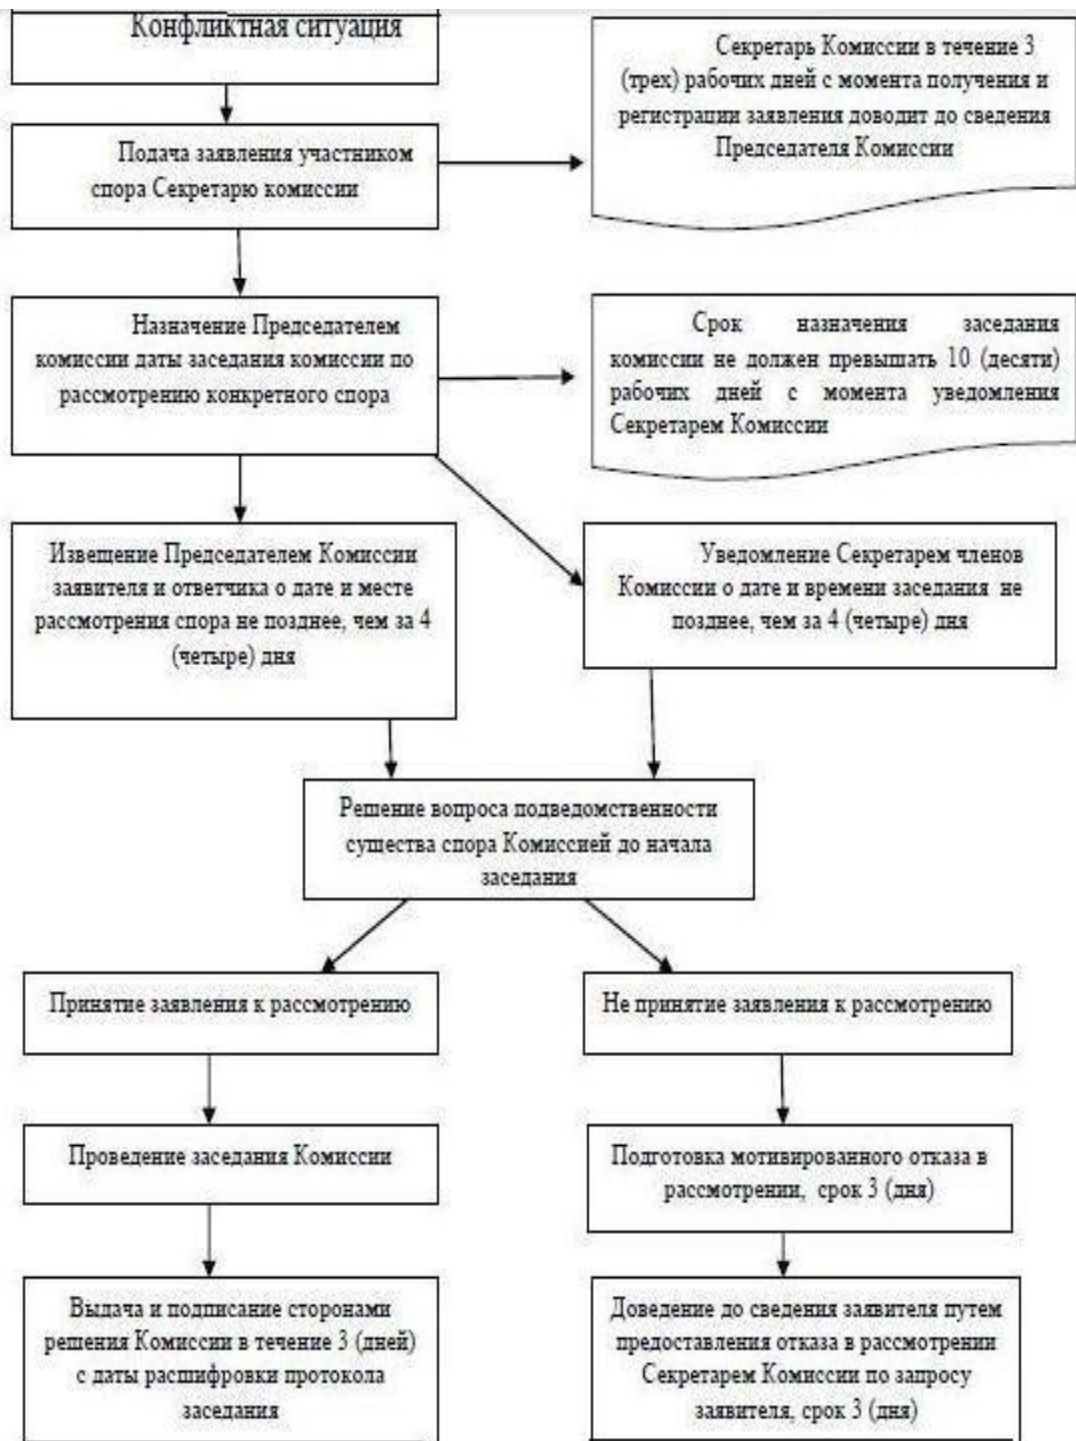 Конфликтная ситуация
Секретарь Комиссии в течение 3
(трех) рабочих дней с момента получения и
регистрации заявления доводит до сведения
Председателя Комиссии
Подача заявления участником
спора Секретарю комиссии
Назначение Председателем
комиссии даты заседания комиссии по
рассмотрению конкретного спора
Срок назначения заседания
комиссии не должен превышать 10 (десяти)
рабочих дней с момента уведомления
Секретарем Комиссии
Извещение Председателем Комиссии
заявителя и ответчика о дате и месте
рассмотрения спора не позднее, чем за 4
(четыре) дня
Уведомление Секретарем членов
Комиссии о дате и времени заседания не
позднее, чем за 4 (четыре) дня
Решение вопроса подведомственности
существа спора Комиссией до начала
заседания
Принятие заявления к рассмотрению
Не принятие заявления к рассмотрению
Проведение заседания Комиссии
Подготовка мотивированного отказа в
рассмотрении, срок 3 (дня)
Выдача и подписание сторонами
решения Комиссии в течение 3 (дней)
с даты расшифровки протокола
заседания
Доведение до сведения заявителя путем
предоставления отказа в рассмотрении
Секретарем Комиссии по запросу
заявителя, срок 3 (дня)